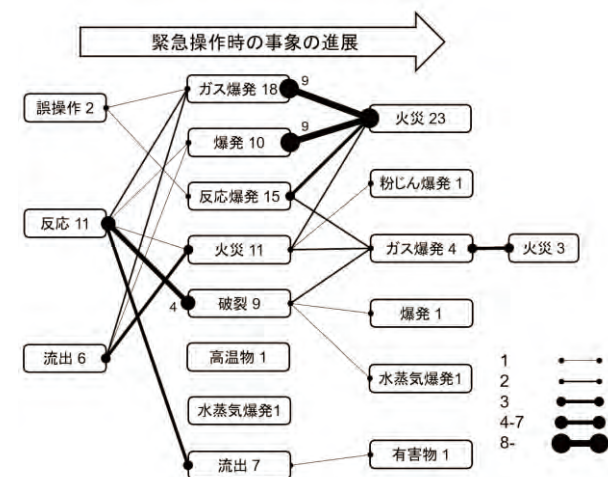 緊急操作時の事象の進展
誤操作 2
反応 11
流出 6
ガス爆発 18
爆発 10
反応爆発 15
火災 11
破裂 9
高温物 1
水蒸気爆発1
流出 7
9
9
4
火災 23
粉じん爆発 1
ガス爆発 4
爆発 1
水蒸気爆発1
有害物 1
火災 3
1
2
3
4-7
8-